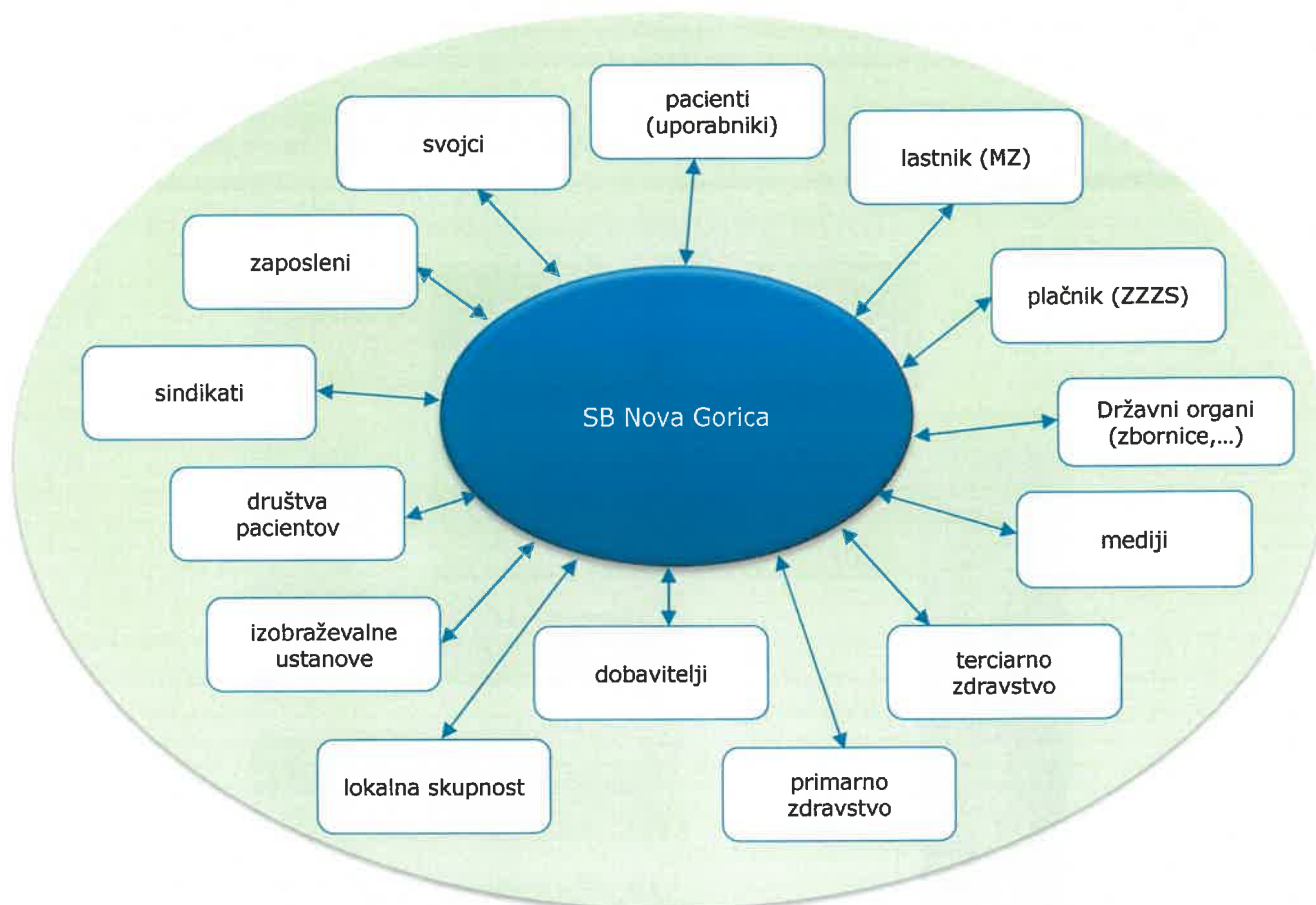 pacienti
(uporabniki)
svojci
lastnik (MZ)
zaposleni
plačnik (ZZZS)
sindikati
SB Nova Gorica
Državni organi
(zbornice,...)
društva
pacientov
mediji
izobraževalne
ustanove
dobavitelji
terciarno
zdravstvo
lokalna skupnost
primarno
zdravstvo